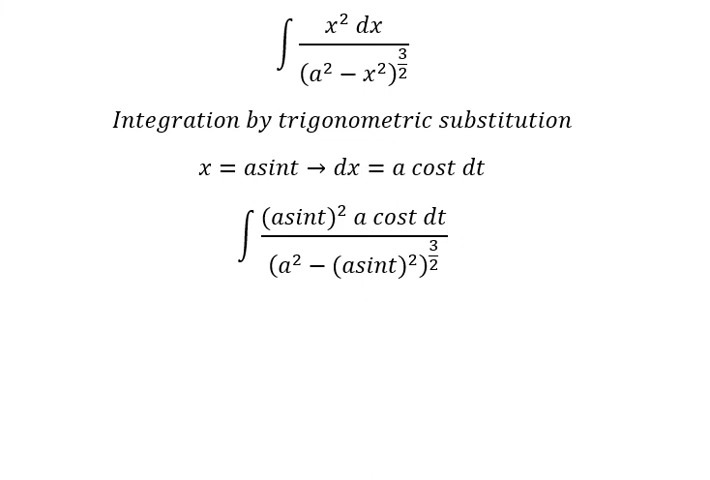 ∫ x² dx / (a² − x²)^(3/2)
Integration by trigonometric substitution
x = asint → dx = a cost dt
∫ (asint)² a cost dt / (a² − (asint)²)^(3/2)